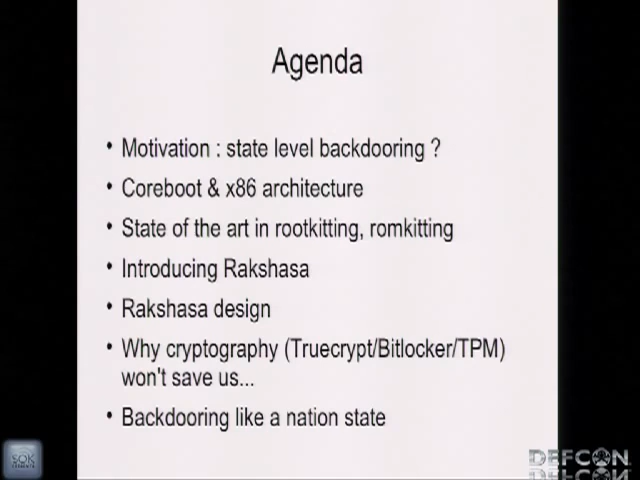 Agenda
• Motivation : state level backdooring ?
• Coreboot & x86 architecture
• State of the art in rootkitting, romkitting
• Introducing Rakshasa
• Rakshasa design
• Why cryptography (Truecrypt/Bitlocker/TPM)
won't save us...
• Backdooring like a nation state
SOK
DEFCON